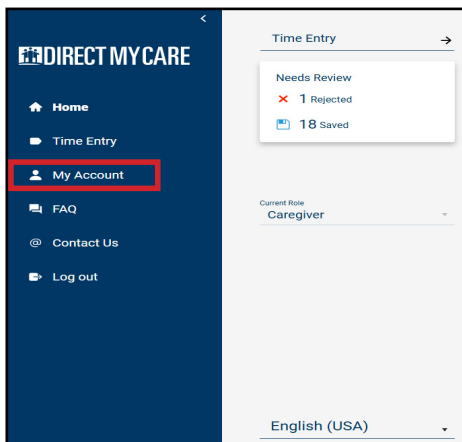 DIRECT MY CARE
Home
Time Entry
My Account
FAQ
Contact Us
Log out
Time Entry
Needs Review
1 Rejected
18 Saved
Current Role
Caregiver
English (USA)